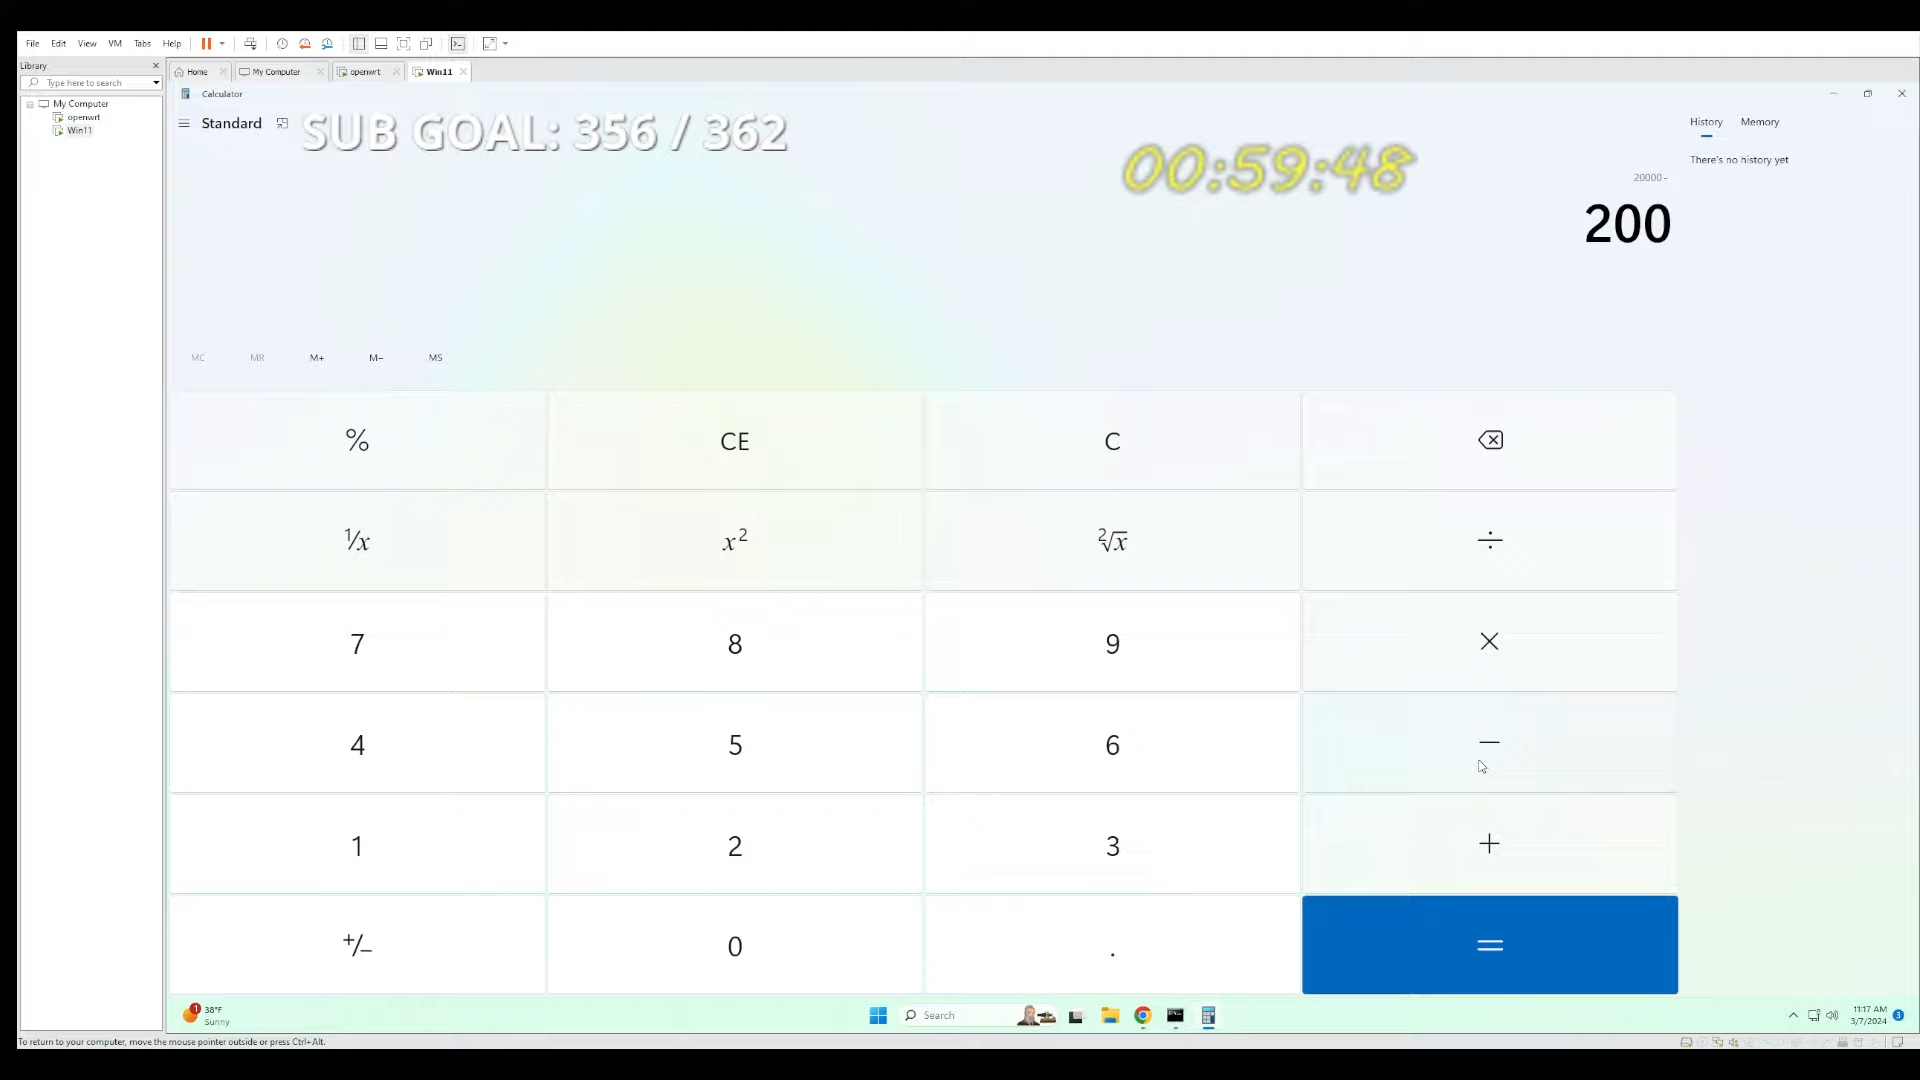 File Edit View VM Tabs Help
Library
Type here to search
My Computer
openwrt
Win11
Home
My Computer
openwrt
Win11
Calculator
Standard
SUB GOAL: 356 / 362
00:59:48
History
Memory
There's no history yet
20000 -
200
MC MR M+ M− MS
% CE C
1/x x2 2√x ÷
7 8 9 ×
4 5 6 −
1 2 3 +
+/− 0 . =
1
38°F
Sunny
Search
11:17 AM
3/7/2024
3
To return to your computer, move the mouse pointer outside or press Ctrl+Alt.